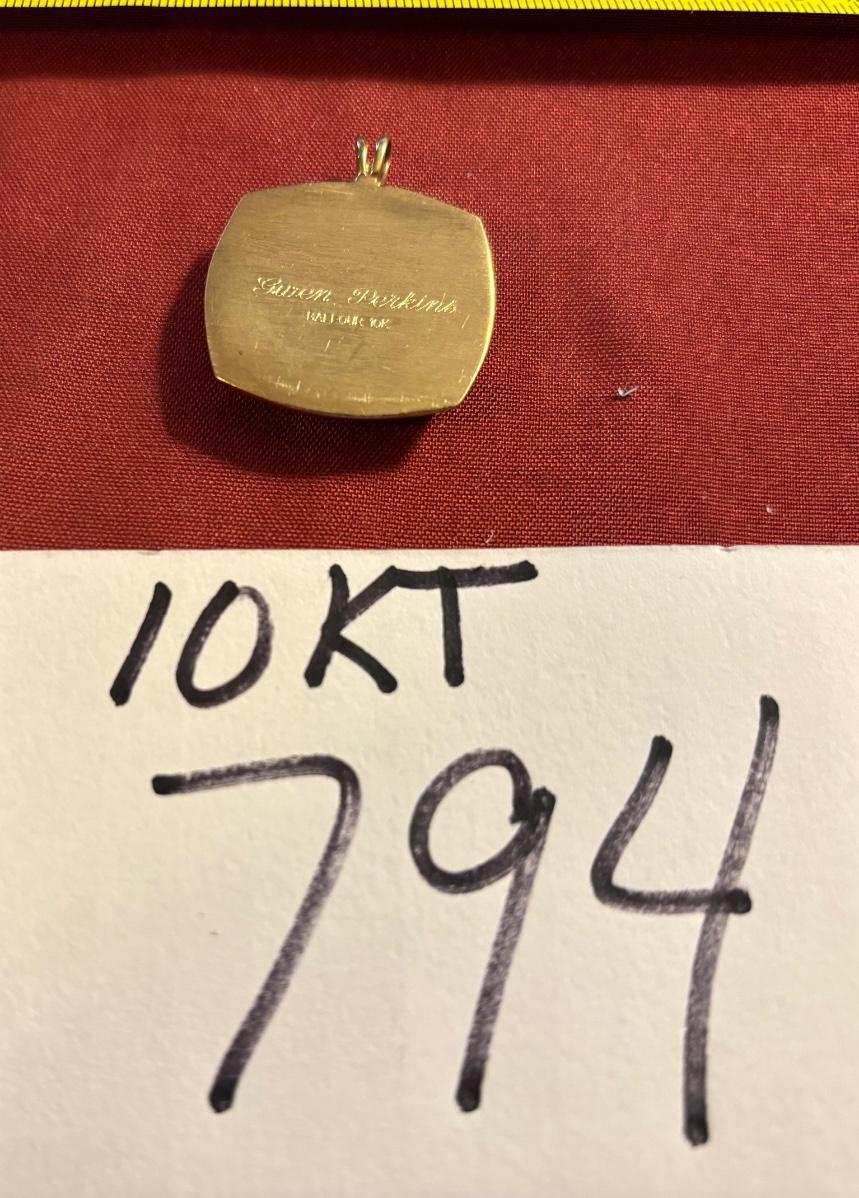 Gwen Perkins
BALFOUR 10K
10KT
794